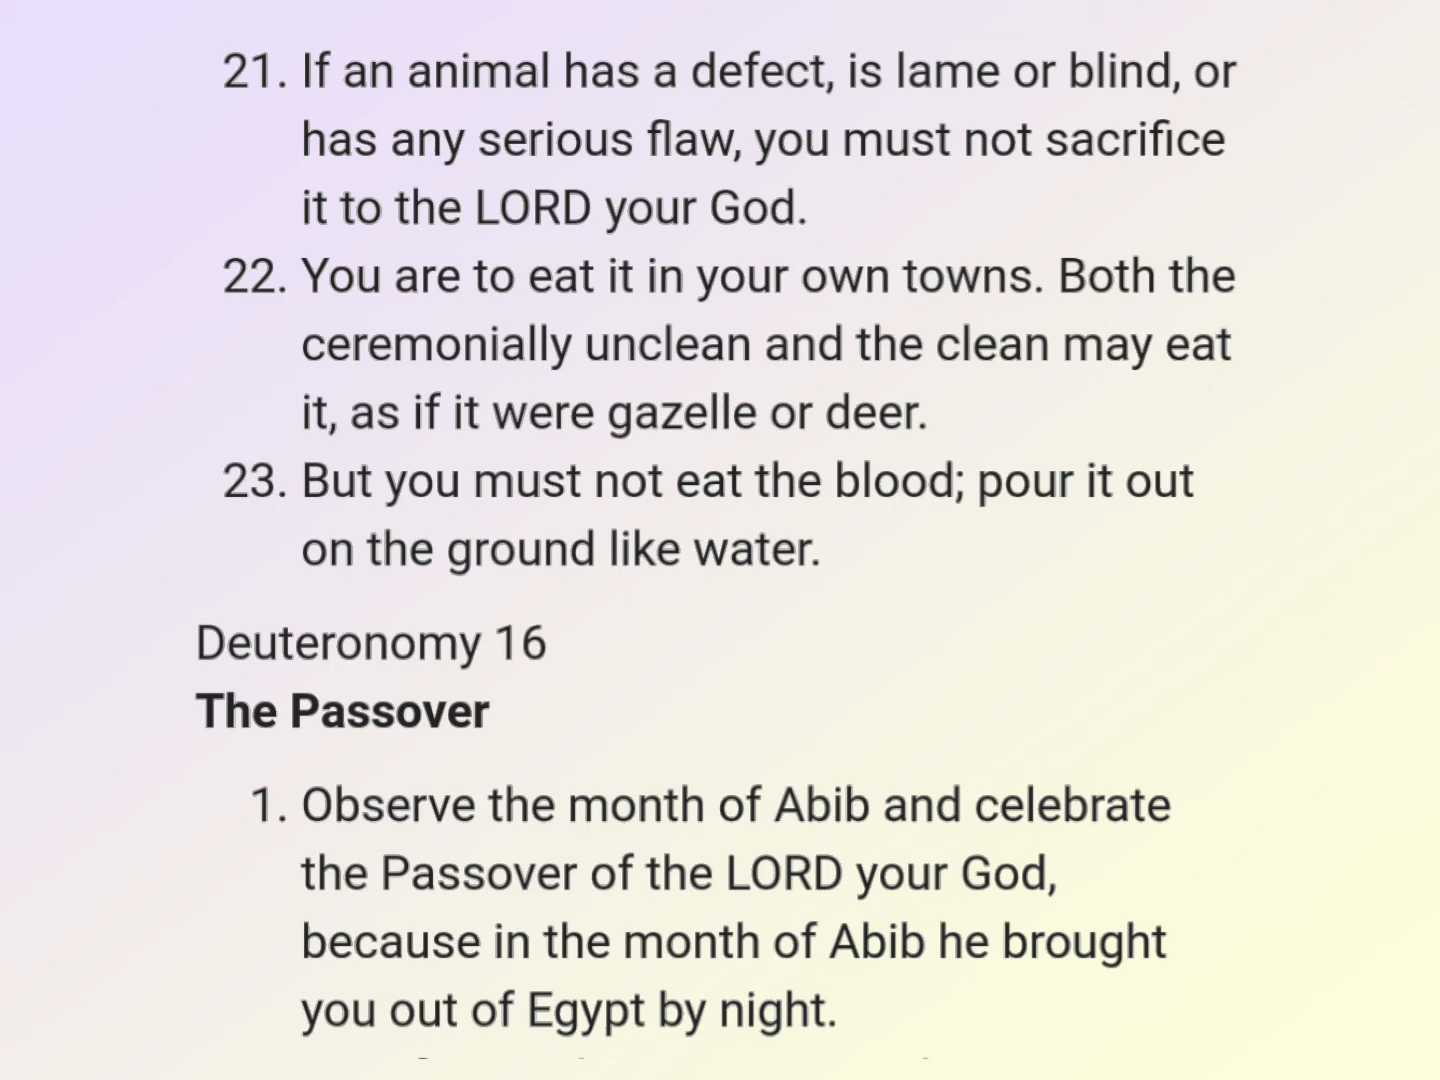 21. If an animal has a defect, is lame or blind, or
has any serious flaw, you must not sacrifice
it to the LORD your God.
22. You are to eat it in your own towns. Both the
ceremonially unclean and the clean may eat
it, as if it were gazelle or deer.
23. But you must not eat the blood; pour it out
on the ground like water.
Deuteronomy 16
The Passover
1. Observe the month of Abib and celebrate
the Passover of the LORD your God,
because in the month of Abib he brought
you out of Egypt by night.